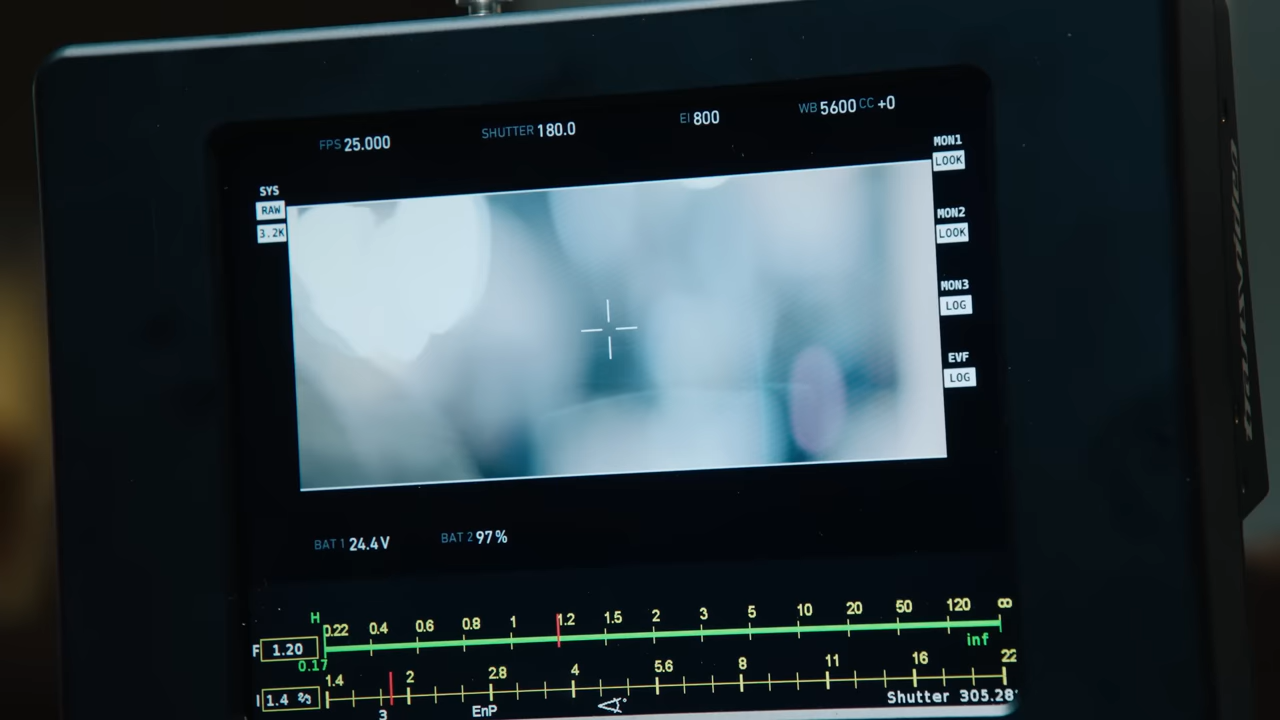 FPS 25.000 SHUTTER 180.0 EI 800 WB 5600 CC +0
SYS
RAW
3.2K
MON1
LOOK
MON2
LOOK
MON3
LOG
EVF
LOG
BAT 1 24.4V BAT 2 97%
H
0.22 0.4 0.6 0.8 1 1.2 1.5 2 3 5 10 20 50 120 ∞
F 1.20
0.17 inf
1.4 2 2.8 4 5.6 8 11 16 22
I 1.4 ⅔
3 EnP Shutter 305.28°